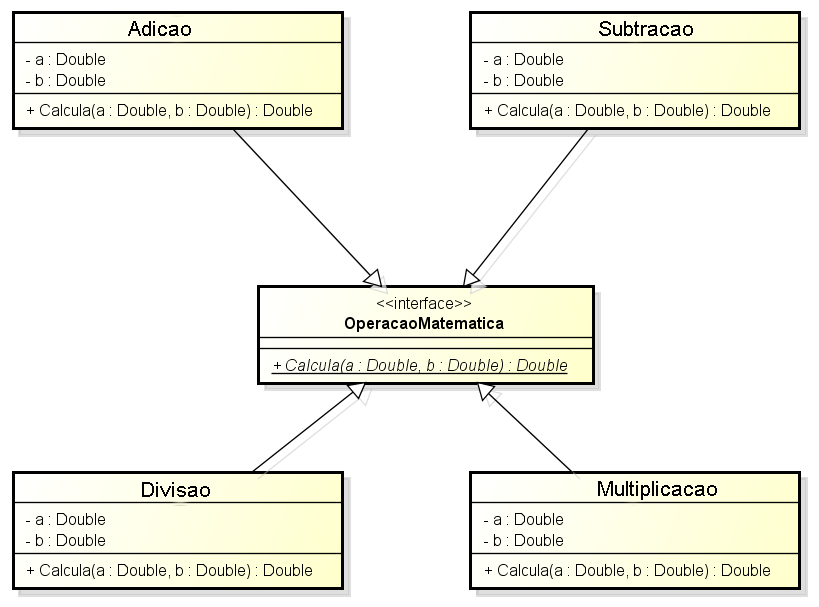 Adicao
- a : Double
- b : Double
+ Calcula(a : Double, b : Double) : Double
Subtracao
- a : Double
- b : Double
+ Calcula(a : Double, b : Double) : Double
<<interface>>
OperacaoMatematica
+ Calcula(a : Double, b : Double) : Double
Divisao
- a : Double
- b : Double
+ Calcula(a : Double, b : Double) : Double
Multiplicacao
- a : Double
- b : Double
+ Calcula(a : Double, b : Double) : Double